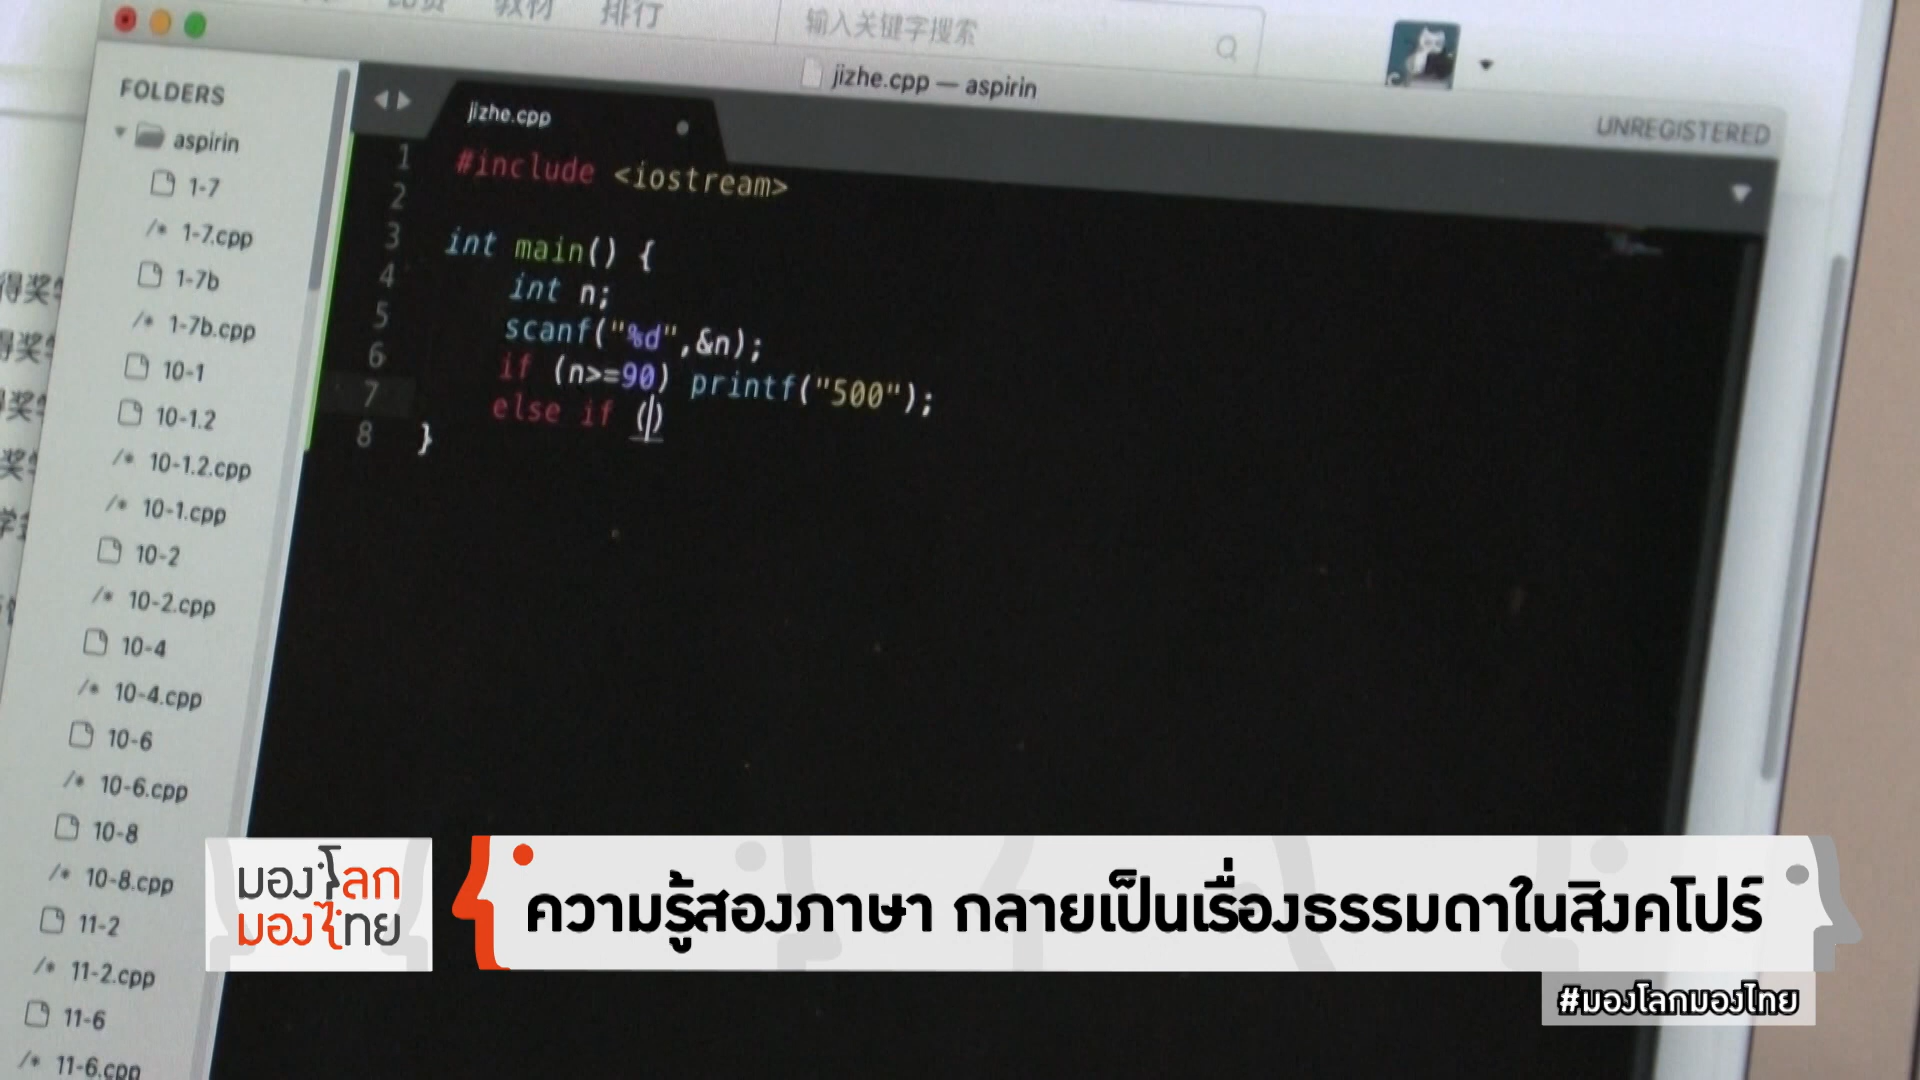 教材 排行
输入关键字搜索
jizhe.cpp — aspirin
UNREGISTERED
FOLDERS
aspirin
1-7
1-7.cpp
1-7b
1-7b.cpp
10-1
10-1.2
10-1.2.cpp
10-1.cpp
10-2
10-2.cpp
10-4
10-4.cpp
10-6
10-6.cpp
10-8
10-8.cpp
11-2
11-2.cpp
11-6
11-6.cpp
jizhe.cpp
1 #include <iostream>
2
3 int main() {
4 int n;
5 scanf("%d",&n);
6 if (n>=90) printf("500");
7 else if ()
8 }
มองโลก
มองไทย
ความรู้สองภาษา กลายเป็นเรื่องธรรมดาในสิงคโปร์
#มองโลกมองไทย